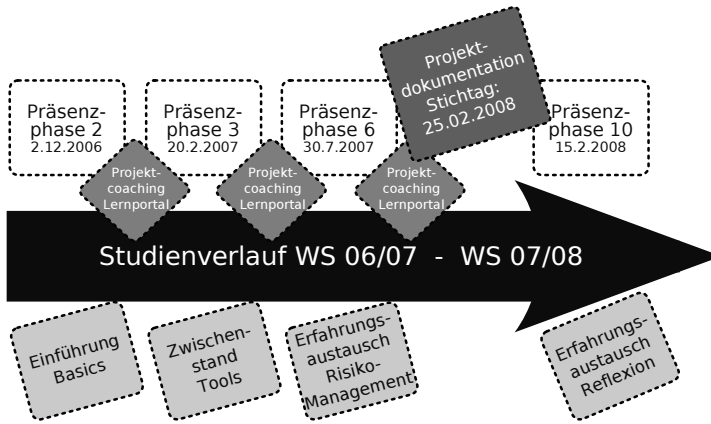 Projekt-
dokumentation
Stichtag:
25.02.2008
Präsenz-
phase 2
2.12.2006
Präsenz-
phase 3
20.2.2007
Präsenz-
phase 6
30.7.2007
Präsenz-
phase 10
15.2.2008
Projekt-
coaching
Lernportal
Projekt-
coaching
Lernportal
Projekt-
coaching
Lernportal
Studienverlauf WS 06/07 - WS 07/08
Einführung
Basics
Zwischen-
stand
Tools
Erfahrungs-
austausch
Risiko-
Management
Erfahrungs-
austausch
Reflexion